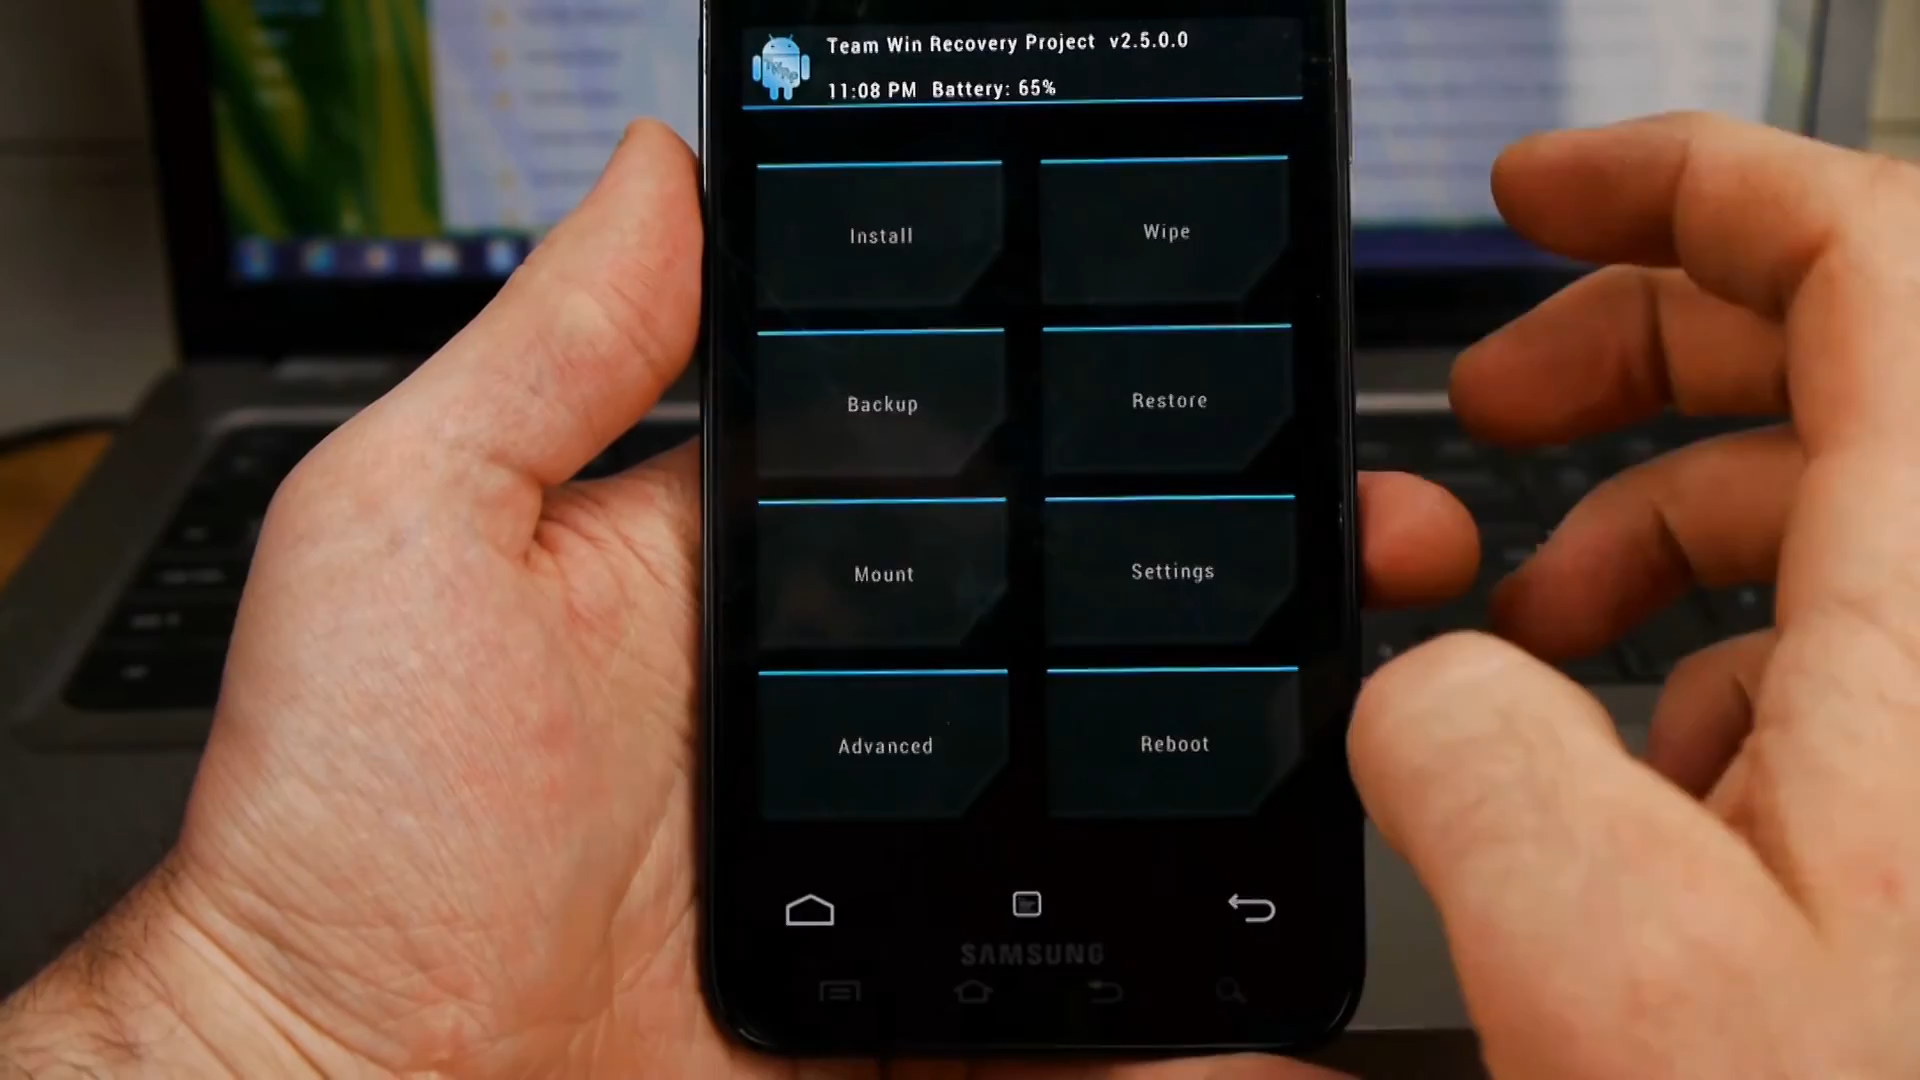 Team Win Recovery Project v2.5.0.0
11:08 PM Battery: 65%
Install
Wipe
Backup
Restore
Mount
Settings
Advanced
Reboot
SAMSUNG